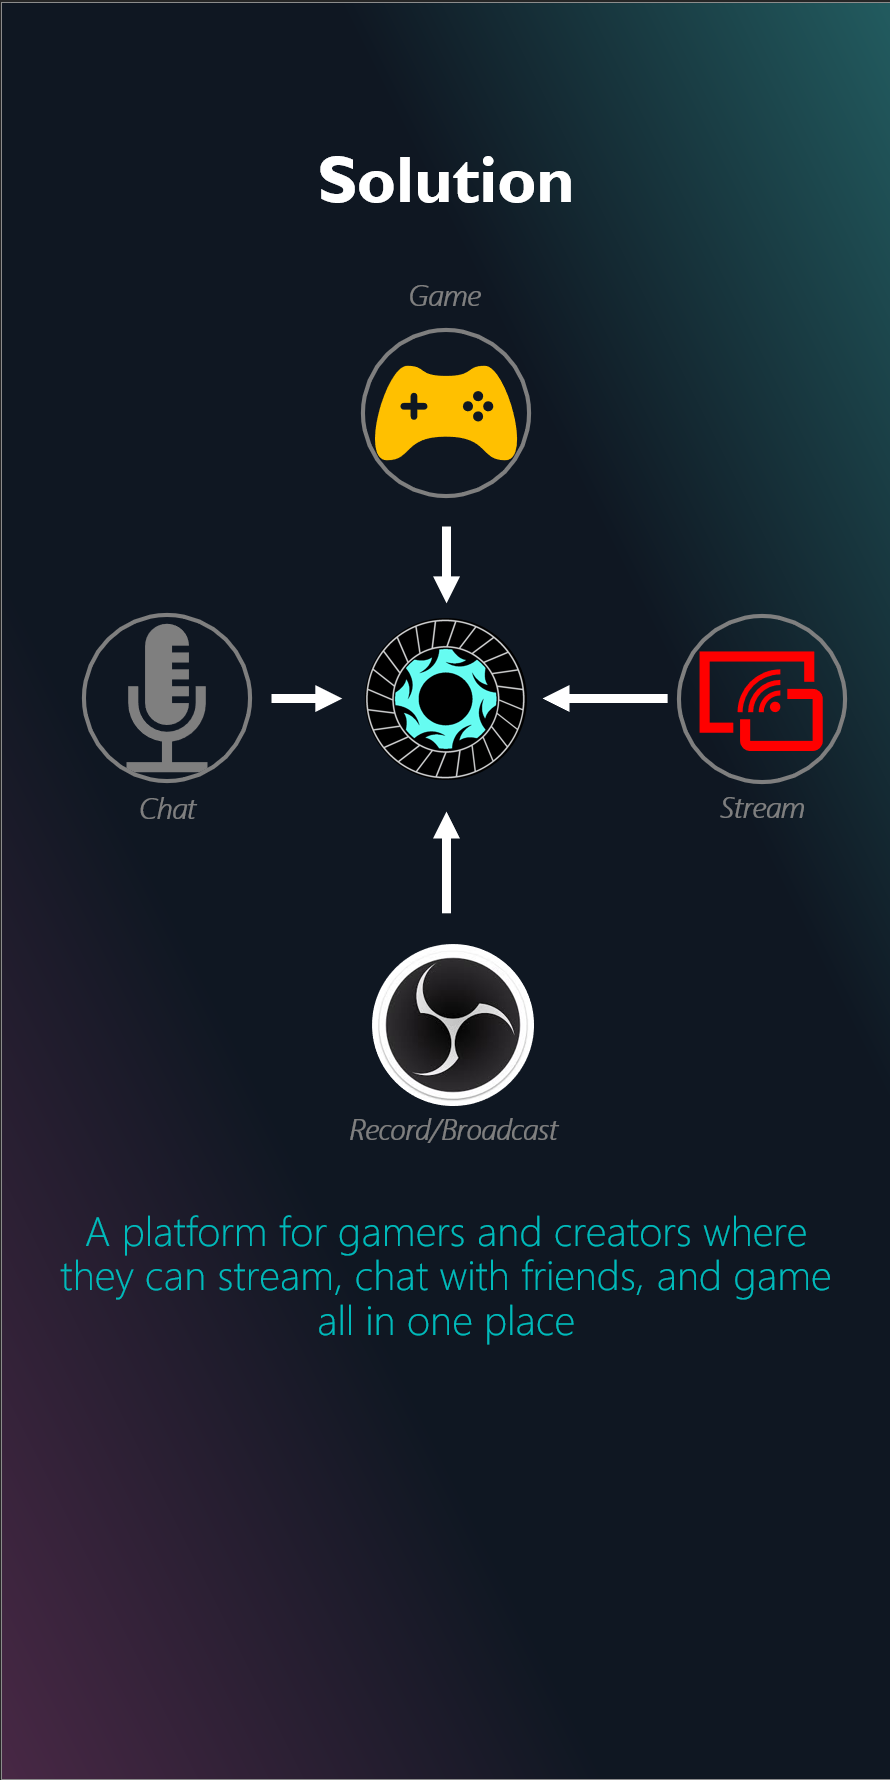 Solution
Game
Chat
Stream
Record/Broadcast
A platform for gamers and creators where
they can stream, chat with friends, and game
all in one place